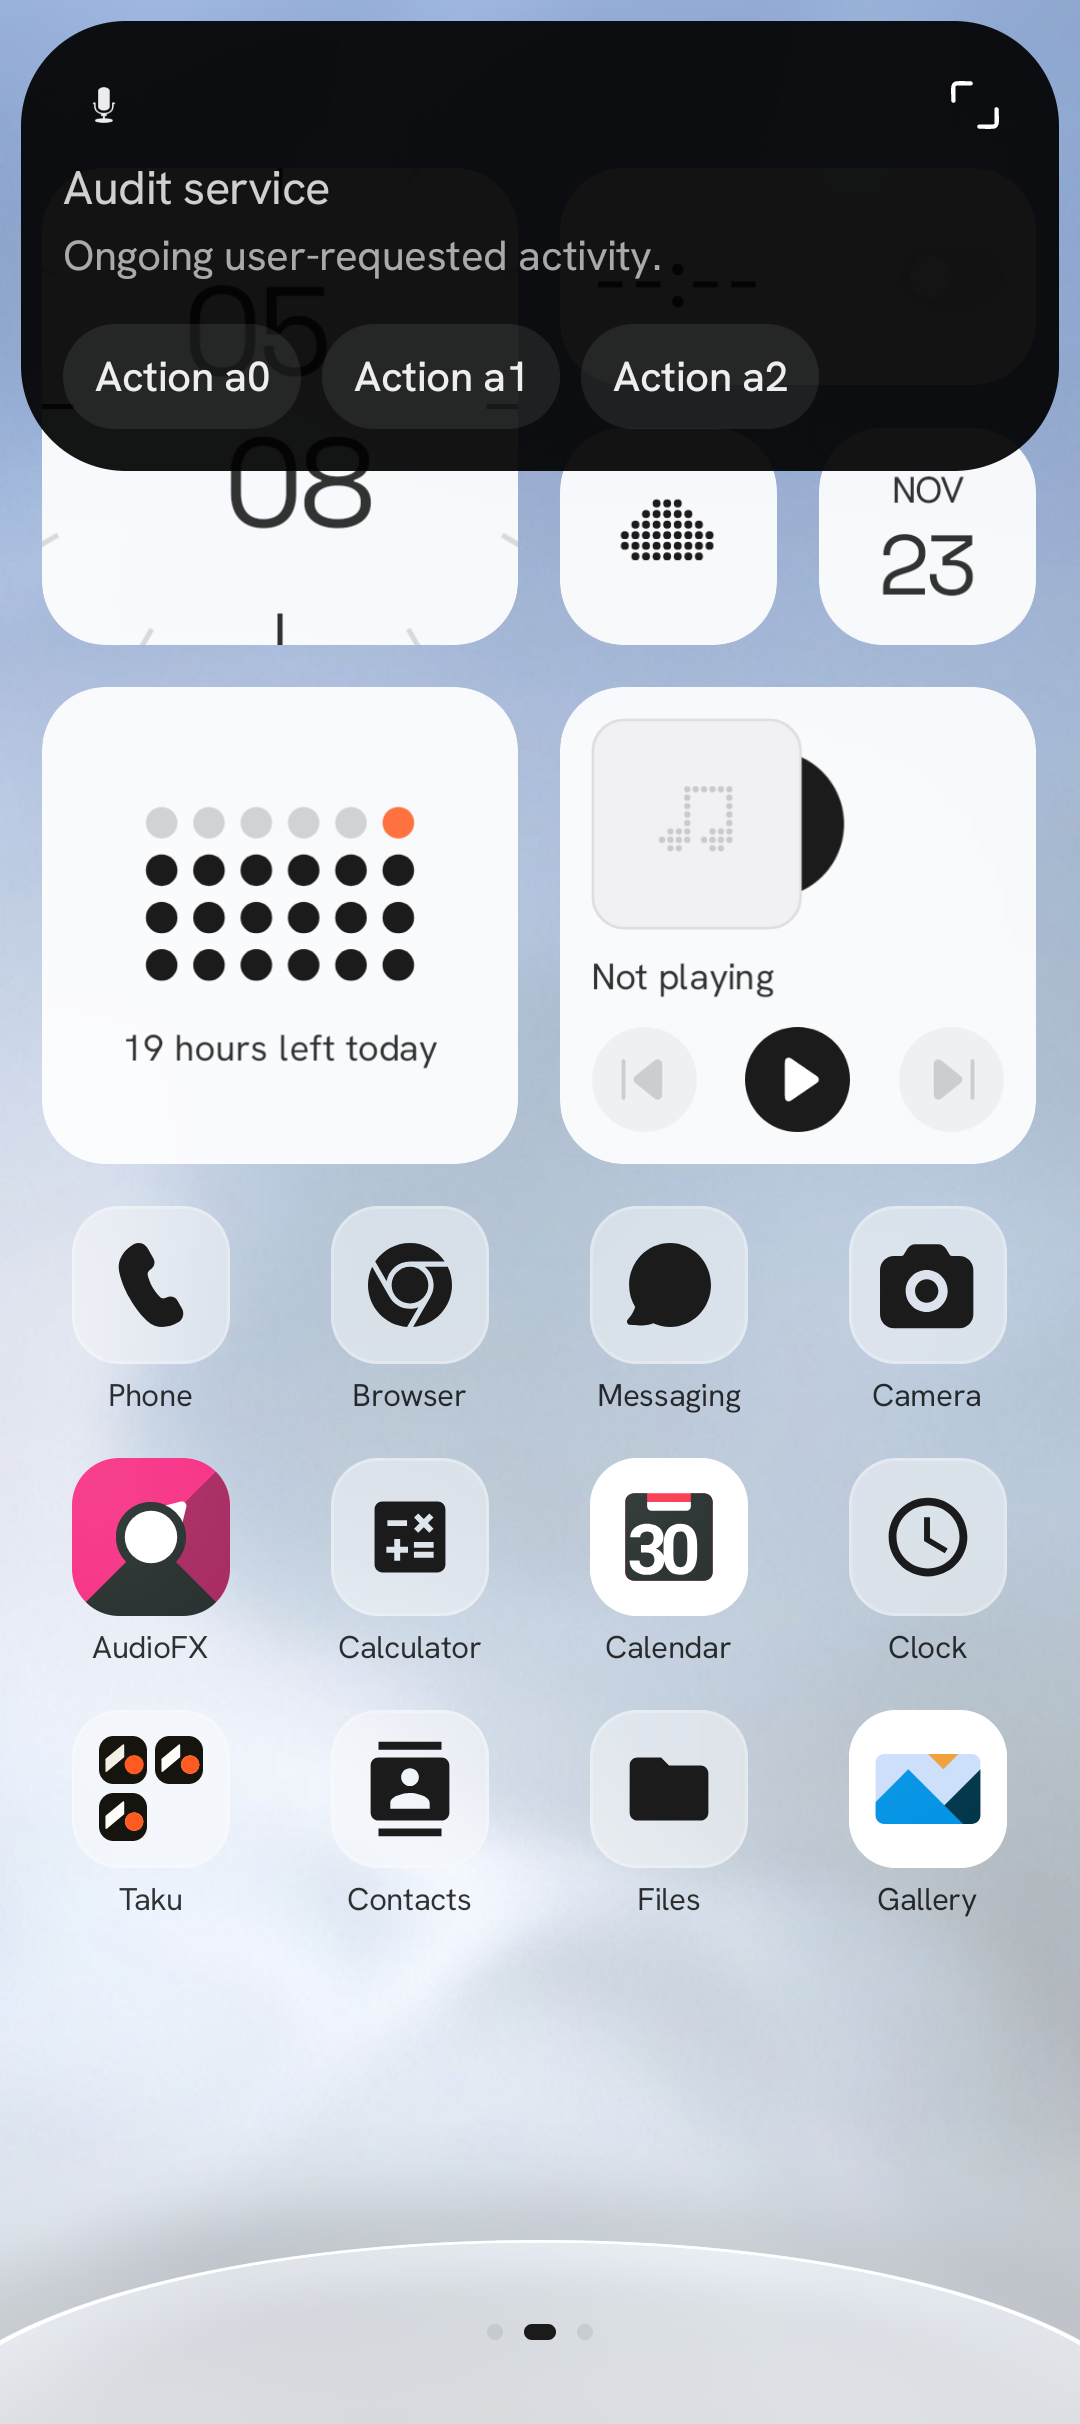 Audit service
Ongoing user-requested activity.
--:--
05
Action a0
Action a1
Action a2
08
NOV
23
19 hours left today
Not playing
Phone
Browser
Messaging
Camera
AudioFX
Calculator
30
Calendar
Clock
Taku
Contacts
Files
Gallery